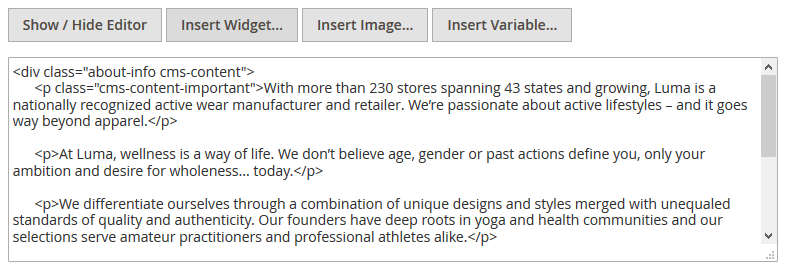 Show / Hide Editor Insert Widget... Insert Image... Insert Variable...
<div class="about-info cms-content">
<p class="cms-content-important">With more than 230 stores spanning 43 states and growing, Luma is a
nationally recognized active wear manufacturer and retailer. We’re passionate about active lifestyles – and it goes
way beyond apparel.</p>
<p>At Luma, wellness is a way of life. We don’t believe age, gender or past actions define you, only your
ambition and desire for wholeness... today.</p>
<p>We differentiate ourselves through a combination of unique designs and styles merged with unequaled
standards of quality and authenticity. Our founders have deep roots in yoga and health communities and our
selections serve amateur practitioners and professional athletes alike.</p>